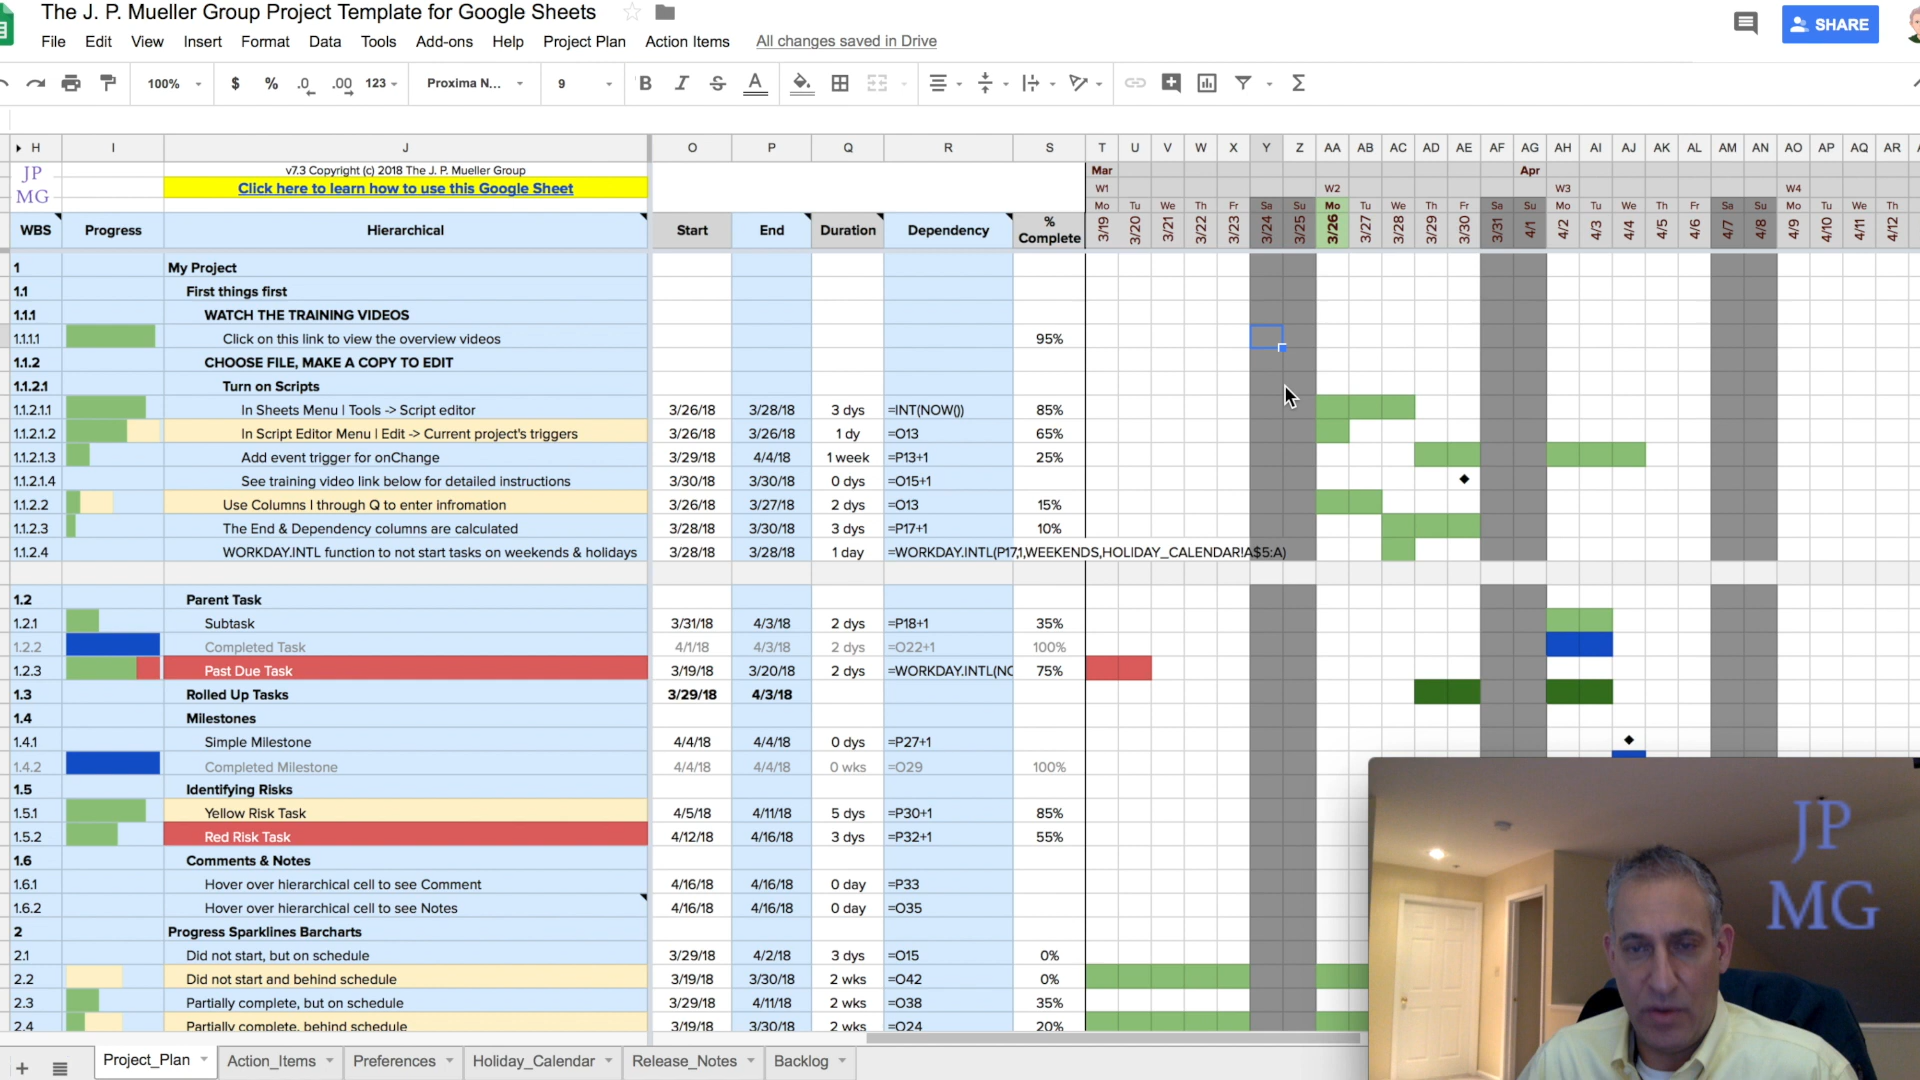 The J. P. Mueller Group Project Template for Google Sheets
File Edit View Insert Format Data Tools Add-ons Help Project Plan Action Items All changes saved in Drive
SHARE
100% $ % .0 .00 123 Proxima N... 9 B I S A Σ
H I J O P Q R S T U V W X Y Z AA AB AC AD AE AF AG AH AI AJ AK AL AM AN AO AP AQ AR
JP
MG
v7.3 Copyright (c) 2018 The J. P. Mueller Group
Click here to learn how to use this Google Sheet
Mar Apr
W1 W2 W3 W4
Mo Tu We Th Fr Sa Su Mo Tu We Th Fr Sa Su Mo Tu We Th Fr Sa Su Mo Tu We Th
WBS Progress Hierarchical Start End Duration Dependency % Complete 3/19 3/20 3/21 3/22 3/23 3/24 3/25 3/26 3/27 3/28 3/29 3/30 3/31 4/1 4/2 4/3 4/4 4/5 4/6 4/7 4/8 4/9 4/10 4/11 4/12
1 My Project
1.1 First things first
1.1.1 WATCH THE TRAINING VIDEOS
1.1.1.1 Click on this link to view the overview videos 95%
1.1.2 CHOOSE FILE, MAKE A COPY TO EDIT
1.1.2.1 Turn on Scripts
1.1.2.1.1 In Sheets Menu | Tools -> Script editor 3/26/18 3/28/18 3 dys =INT(NOW()) 85%
1.1.2.1.2 In Script Editor Menu | Edit -> Current project's triggers 3/26/18 3/26/18 1 dy =O13 65%
1.1.2.1.3 Add event trigger for onChange 3/29/18 4/4/18 1 week =P13+1 25%
1.1.2.1.4 See training video link below for detailed instructions 3/30/18 3/30/18 0 dys =O15+1
1.1.2.2 Use Columns I through Q to enter infromation 3/26/18 3/27/18 2 dys =O13 15%
1.1.2.3 The End & Dependency columns are calculated 3/28/18 3/30/18 3 dys =P17+1 10%
1.1.2.4 WORKDAY.INTL function to not start tasks on weekends & holidays 3/28/18 3/28/18 1 day =WORKDAY.INTL(P17,1,WEEKENDS,HOLIDAY_CALENDAR!A$5:A)
1.2 Parent Task
1.2.1 Subtask 3/31/18 4/3/18 2 dys =P18+1 35%
1.2.2 Completed Task 4/1/18 4/3/18 2 dys =O22+1 100%
1.2.3 Past Due Task 3/19/18 3/20/18 2 dys =WORKDAY.INTL(NO 75%
1.3 Rolled Up Tasks 3/29/18 4/3/18
1.4 Milestones
1.4.1 Simple Milestone 4/4/18 4/4/18 0 dys =P27+1
1.4.2 Completed Milestone 4/4/18 4/4/18 0 wks =O29 100%
1.5 Identifying Risks
1.5.1 Yellow Risk Task 4/5/18 4/11/18 5 dys =P30+1 85%
1.5.2 Red Risk Task 4/12/18 4/16/18 3 dys =P32+1 55%
1.6 Comments & Notes
1.6.1 Hover over hierarchical cell to see Comment 4/16/18 4/16/18 0 day =P33
1.6.2 Hover over hierarchical cell to see Notes 4/16/18 4/16/18 0 day =O35
2 Progress Sparklines Barcharts
2.1 Did not start, but on schedule 3/29/18 4/2/18 3 dys =O15 0%
2.2 Did not start and behind schedule 3/19/18 3/30/18 2 wks =O42 0%
2.3 Partially complete, but on schedule 3/29/18 4/11/18 2 wks =O38 35%
2.4 Partially complete, behind schedule 3/19/18 3/30/18 2 wks =O24 20%
JP
MG
Project_Plan Action_Items Preferences Holiday_Calendar Release_Notes Backlog